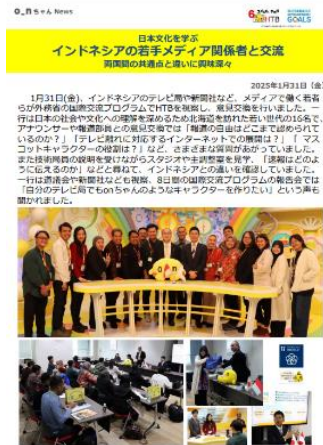 o_nちゃん News
HTB
GOALS
日本文化を学ぶ
インドネシアの若手メディア関係者と交流
両国間の共通点と違いに興味深々
2025年1月31日（金）
1月31日(金)、インドネシアのテレビ局や新聞社など、メディアで働く若者
らが外務省の国際交流プログラムでHTBを視察し、意見交換を行いました。一
行は日本の社会や文化への理解を深めるため北海道を訪れた若い世代の16名で、
アナウンサーや報道部員との意見交換では「報道の自由はどこまで認められて
いるのか？」「テレビ離れに対応するインターネットでの展開は？」「マス
コットキャラクターの役割は？」など、さまざまな質問があがっていました。
また技術局員の説明を受けながらスタジオや主調整室を見学、「速報はどのよ
うに伝えるのか」などと尋ねて、インドネシアとの違いを確認していました。
一行は道議会や新聞社なども視察、8日間の国際交流プログラムの報告会では
「自分のテレビ局でもonちゃんのようなキャラクターを作りたい」という声も
聞かれました。